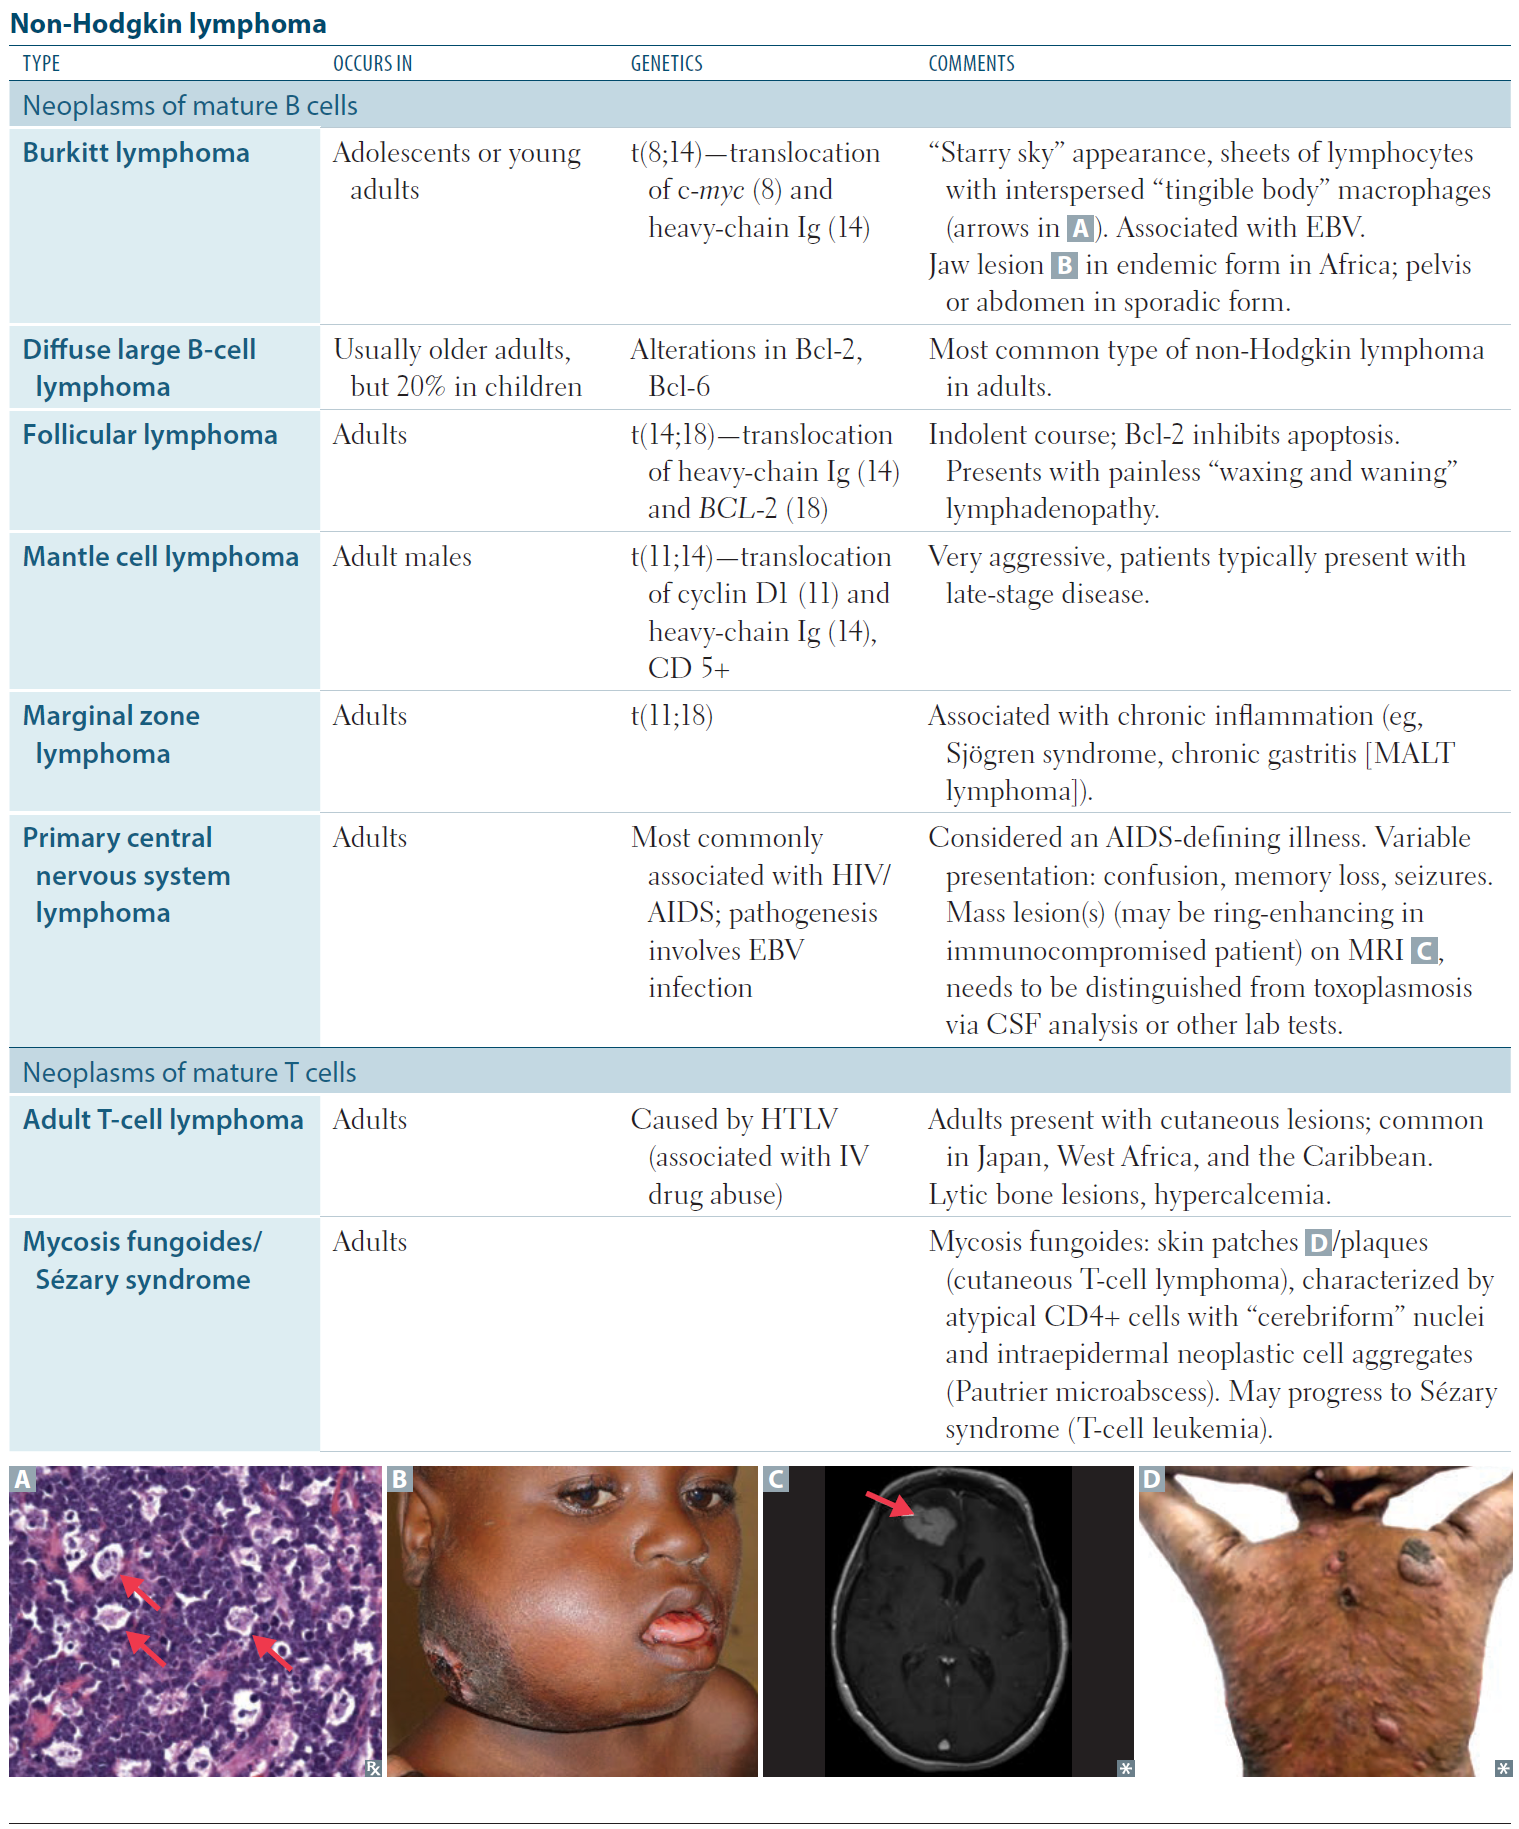 Non-Hodgkin lymphoma
TYPE OCCURS IN GENETICS COMMENTS
Neoplasms of mature B cells
Burkitt lymphoma
Adolescents or young
adults
t(8;14)—translocation
of c-myc (8) and
heavy-chain Ig (14)
“Starry sky” appearance, sheets of lymphocytes
with interspersed “tingible body” macrophages
(arrows in A). Associated with EBV.
Jaw lesion B in endemic form in Africa; pelvis
or abdomen in sporadic form.
Diffuse large B-cell
lymphoma
Usually older adults,
but 20% in children
Alterations in Bcl-2,
Bcl-6
Most common type of non-Hodgkin lymphoma
in adults.
Follicular lymphoma
Adults
t(14;18)—translocation
of heavy-chain Ig (14)
and BCL-2 (18)
Indolent course; Bcl-2 inhibits apoptosis.
Presents with painless “waxing and waning”
lymphadenopathy.
Mantle cell lymphoma
Adult males
t(11;14)—translocation
of cyclin D1 (11) and
heavy-chain Ig (14),
CD 5+
Very aggressive, patients typically present with
late-stage disease.
Marginal zone
lymphoma
Adults
t(11;18)
Associated with chronic inflammation (eg,
Sjögren syndrome, chronic gastritis [MALT
lymphoma]).
Primary central
nervous system
lymphoma
Adults
Most commonly
associated with HIV/
AIDS; pathogenesis
involves EBV
infection
Considered an AIDS-defining illness. Variable
presentation: confusion, memory loss, seizures.
Mass lesion(s) (may be ring-enhancing in
immunocompromised patient) on MRI C,
needs to be distinguished from toxoplasmosis
via CSF analysis or other lab tests.
Neoplasms of mature T cells
Adult T-cell lymphoma
Adults
Caused by HTLV
(associated with IV
drug abuse)
Adults present with cutaneous lesions; common
in Japan, West Africa, and the Caribbean.
Lytic bone lesions, hypercalcemia.
Mycosis fungoides/
Sézary syndrome
Adults
Mycosis fungoides: skin patches D/plaques
(cutaneous T-cell lymphoma), characterized by
atypical CD4+ cells with “cerebriform” nuclei
and intraepidermal neoplastic cell aggregates
(Pautrier microabscess). May progress to Sézary
syndrome (T-cell leukemia).
A B C D
℞ * *